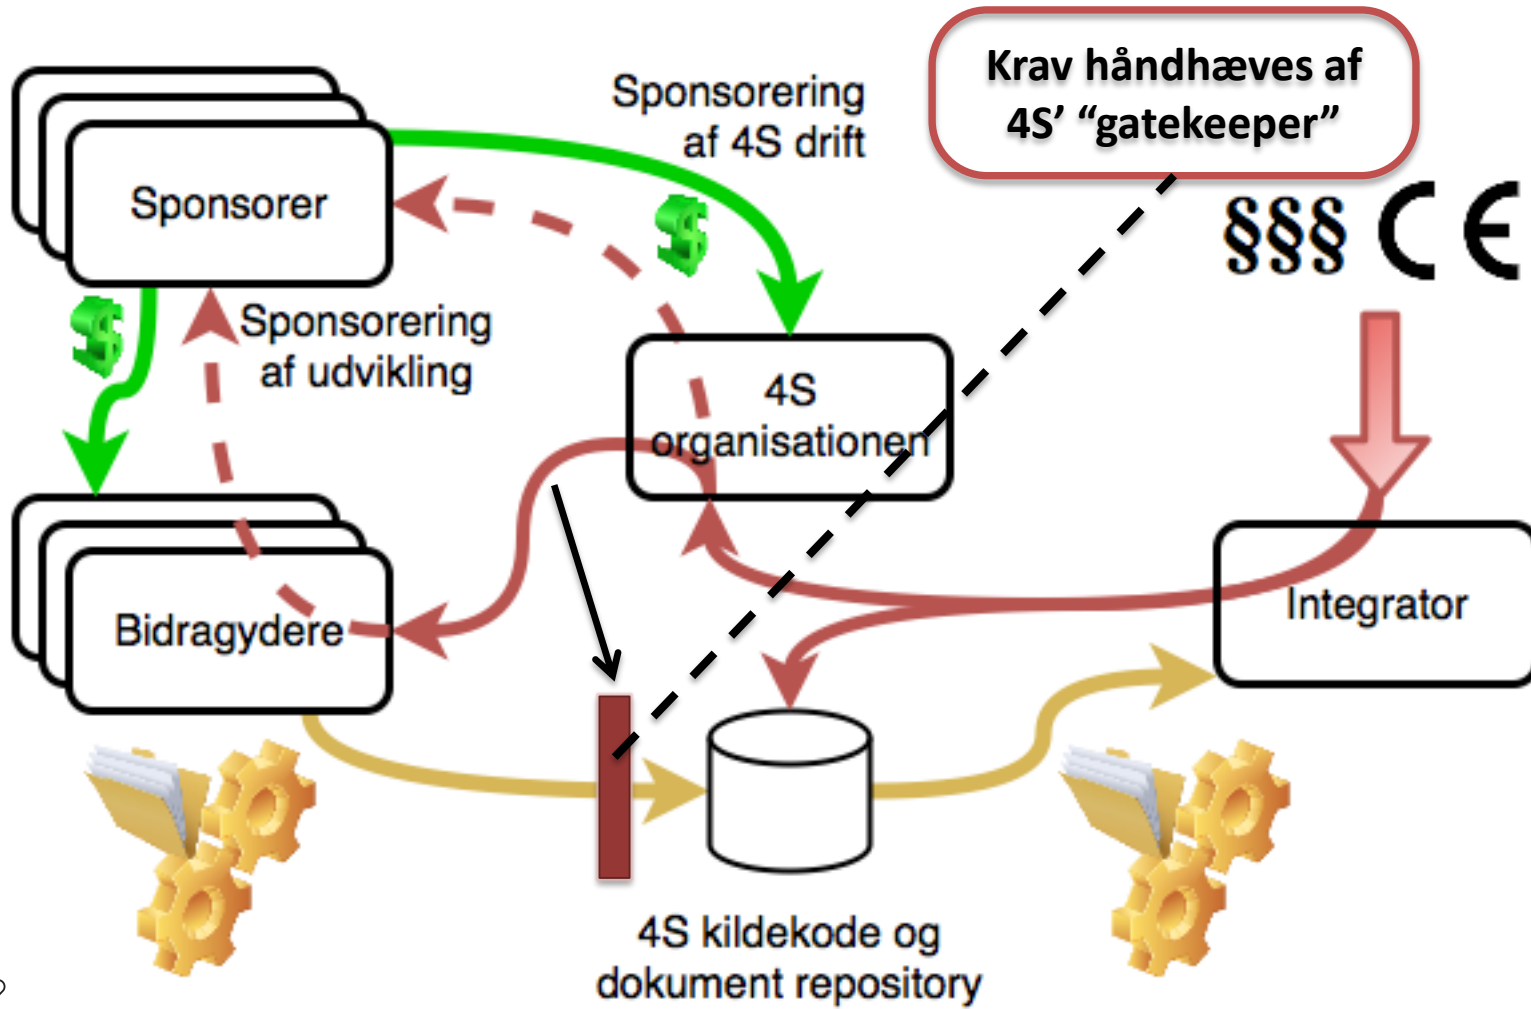 Krav håndhæves af
4S’ “gatekeeper”
Sponsorering
af 4S drift
Sponsorer
$
§§§ CE
$
Sponsorering
af udvikling
4S
organisationen
Bidragydere
Integrator
4S kildekode og
dokument repository